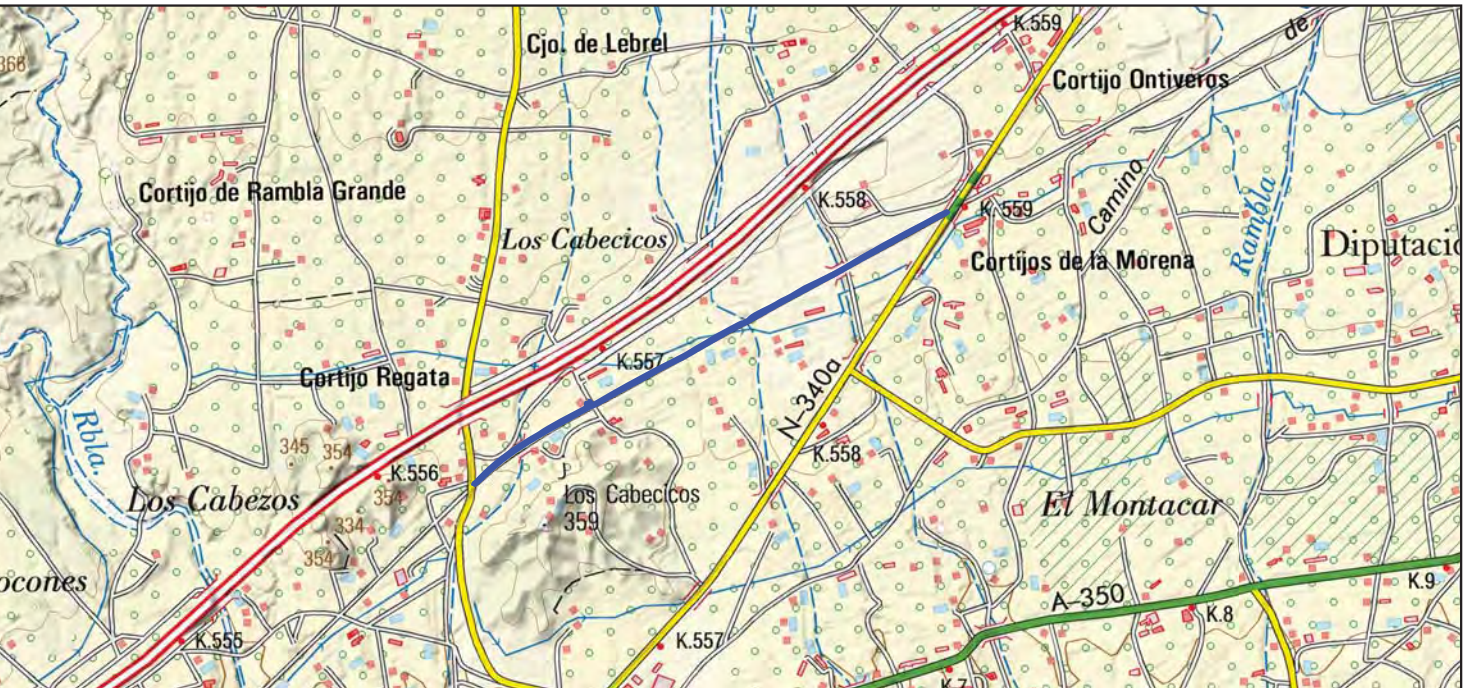 K.559
de
Cjo. de Lebrel
366
Cortijo Ontiveros
Cortijo de Rambla Grande
K.558
K.559
Camino
Rambla
Los Cabecicos
Diputacio
Cortijos de la Morena
K.557
Cortijo Regata
N-340a
Rbla.
345
354
K.558
K.556
354
Los Cabezos
Los Cabecicos
359
El Montacar
334
354
ocones
A-350
K.8
K.9
K.555
K.557
K.7